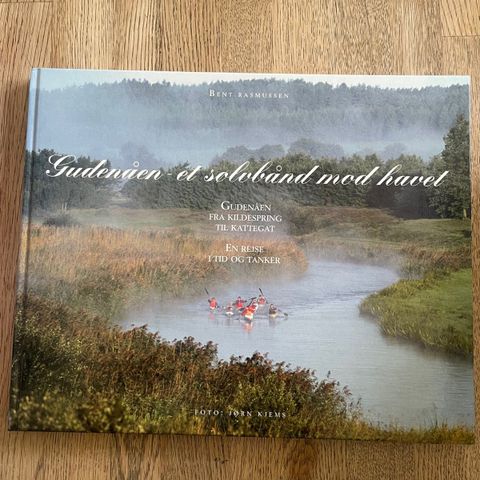 BENT RASMUSSEN
Gudenåen - et sølvbånd mod havet
GUDENÅEN
FRA KILDESPRING
TIL KATTEGAT
EN REJSE
I TID OG TANKER
FOTO: JØRN KJEMS